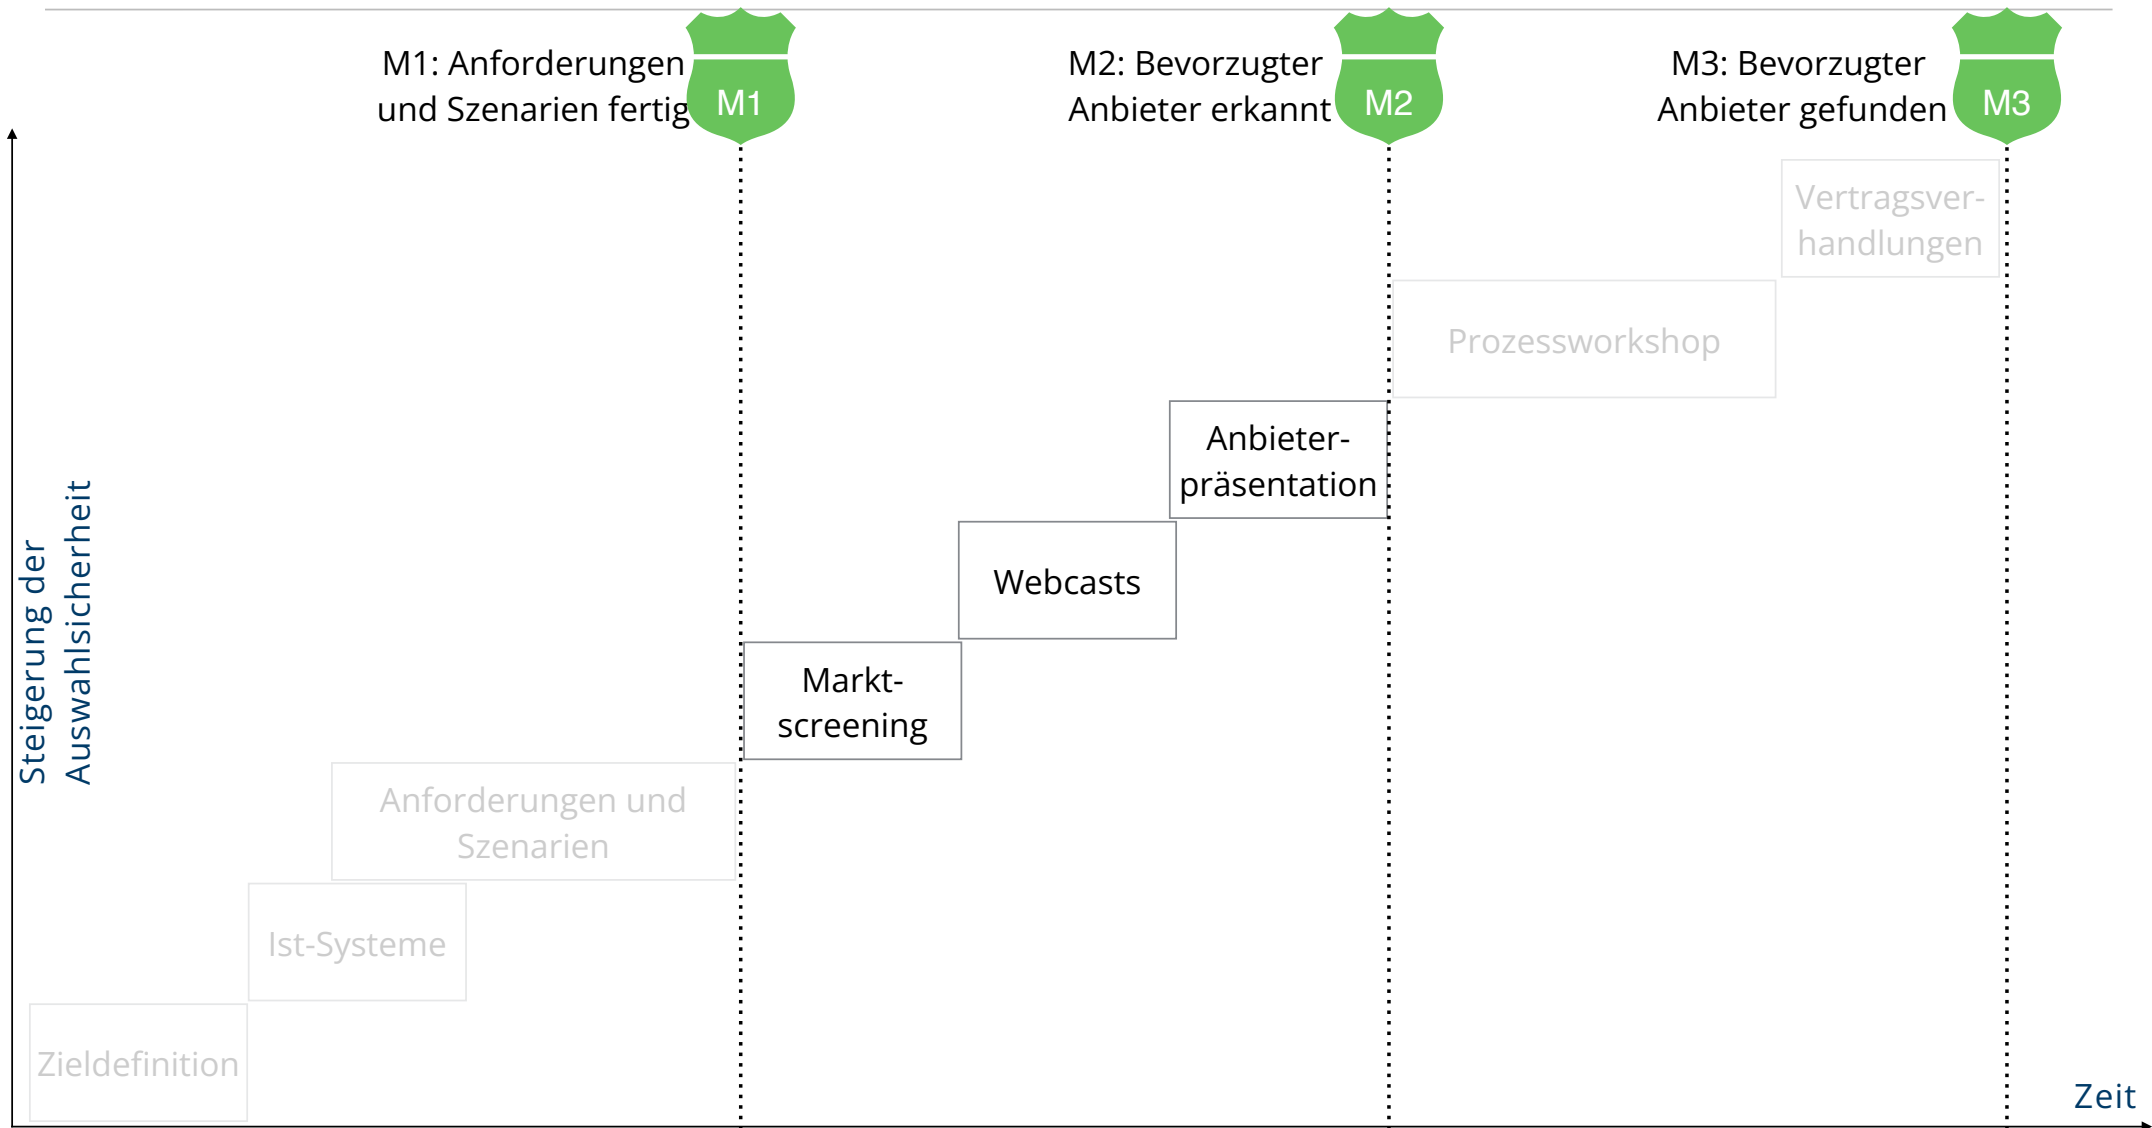 M1: Anforderungen
und Szenarien fertig
M1
M2: Bevorzugter
Anbieter erkannt
M2
M3: Bevorzugter
Anbieter gefunden
M3
Vertragsver-
handlungen
Prozessworkshop
Anbieter-
präsentation
Webcasts
Markt-
screening
Anforderungen und
Szenarien
Ist-Systeme
Zieldefinition
Steigerung der
Auswahlsicherheit
Zeit